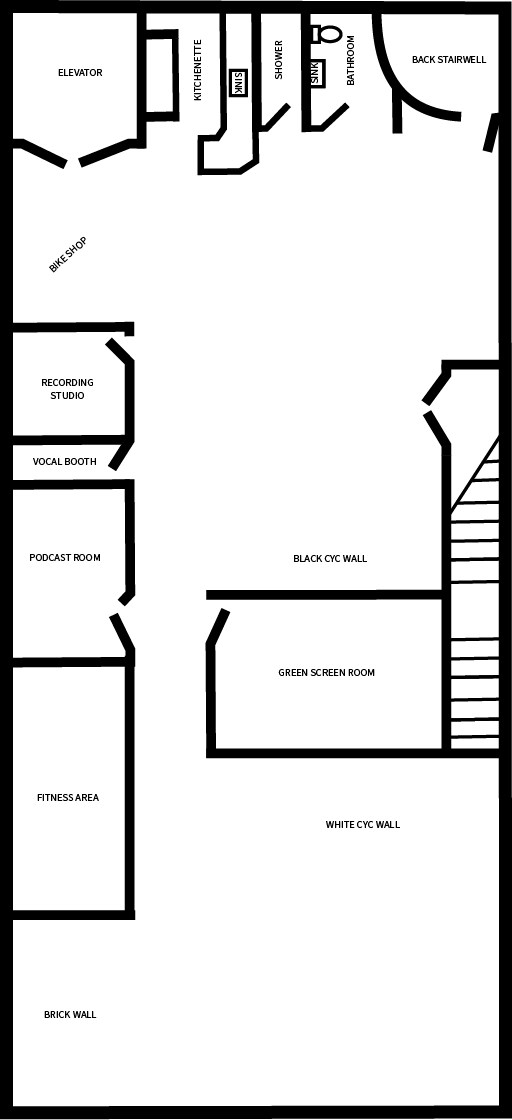 ELEVATOR
KITCHENETTE
SINK
SHOWER
SINK
BATHROOM
BACK STAIRWELL
BIKE SHOP
RECORDING
STUDIO
VOCAL BOOTH
PODCAST ROOM
BLACK CYC WALL
GREEN SCREEN ROOM
FITNESS AREA
WHITE CYC WALL
BRICK WALL